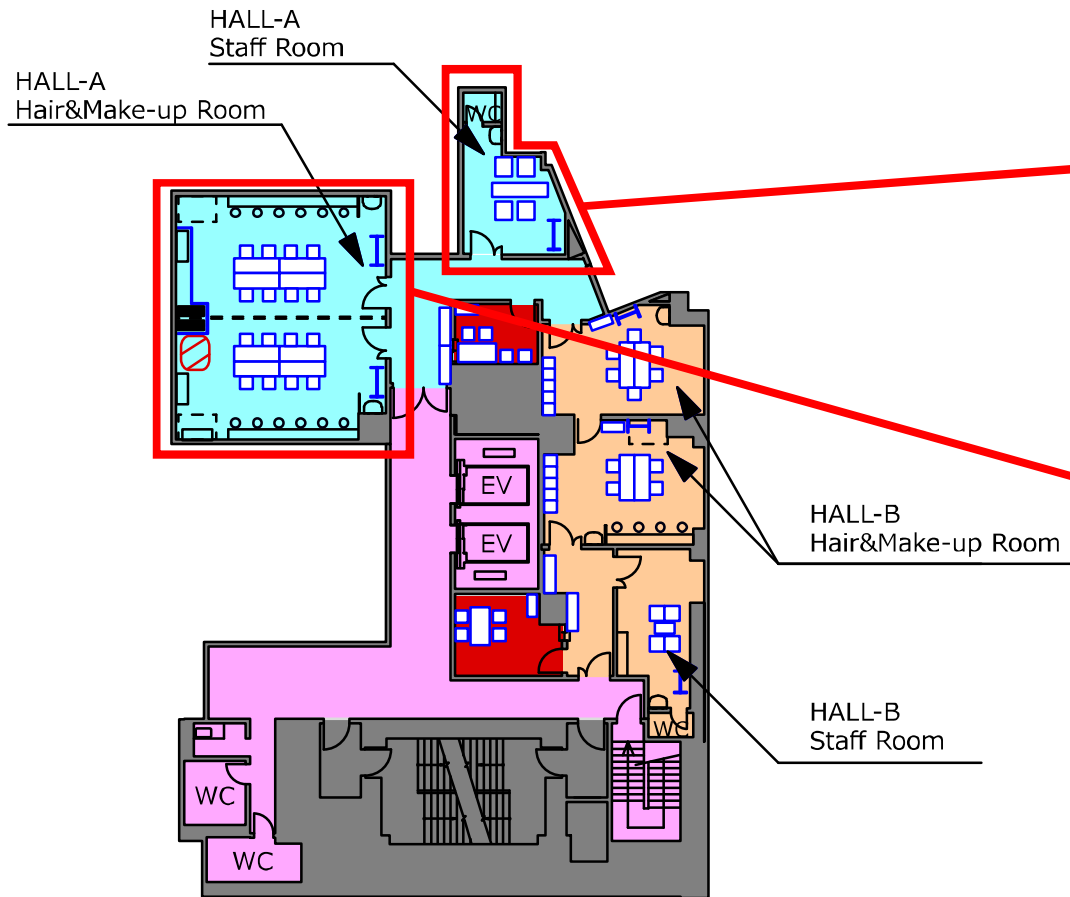 HALL-A
Staff Room
HALL-A
Hair&Make-up Room
WC
EV
EV
HALL-B
Hair&Make-up Room
HALL-B
Staff Room
WC
WC
WC